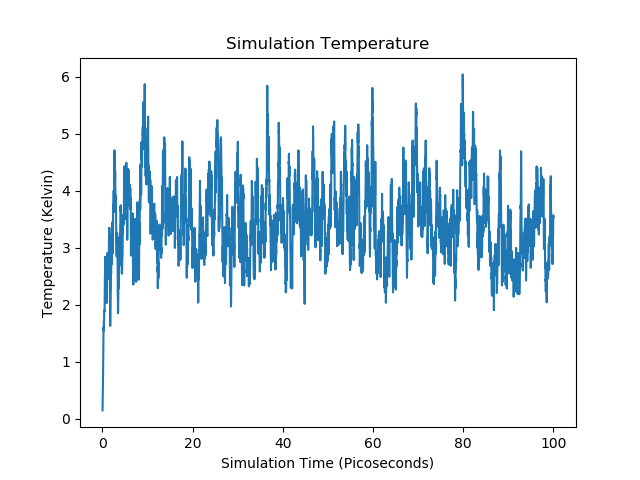 Simulation Temperature
6
5
4
3
2
1
0
Temperature (Kelvin)
0 20 40 60 80 100
Simulation Time (Picoseconds)